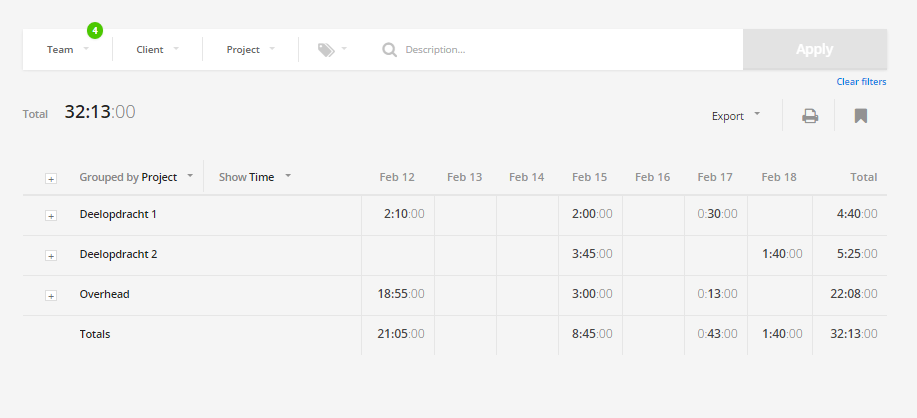 4
Team Client Project Description... Apply
Clear filters
Total 32:13:00 Export
Grouped by Project Show Time Feb 12 Feb 13 Feb 14 Feb 15 Feb 16 Feb 17 Feb 18 Total
Deelopdracht 1 2:10:00 2:00:00 0:30:00 4:40:00
Deelopdracht 2 3:45:00 1:40:00 5:25:00
Overhead 18:55:00 3:00:00 0:13:00 22:08:00
Totals 21:05:00 8:45:00 0:43:00 1:40:00 32:13:00